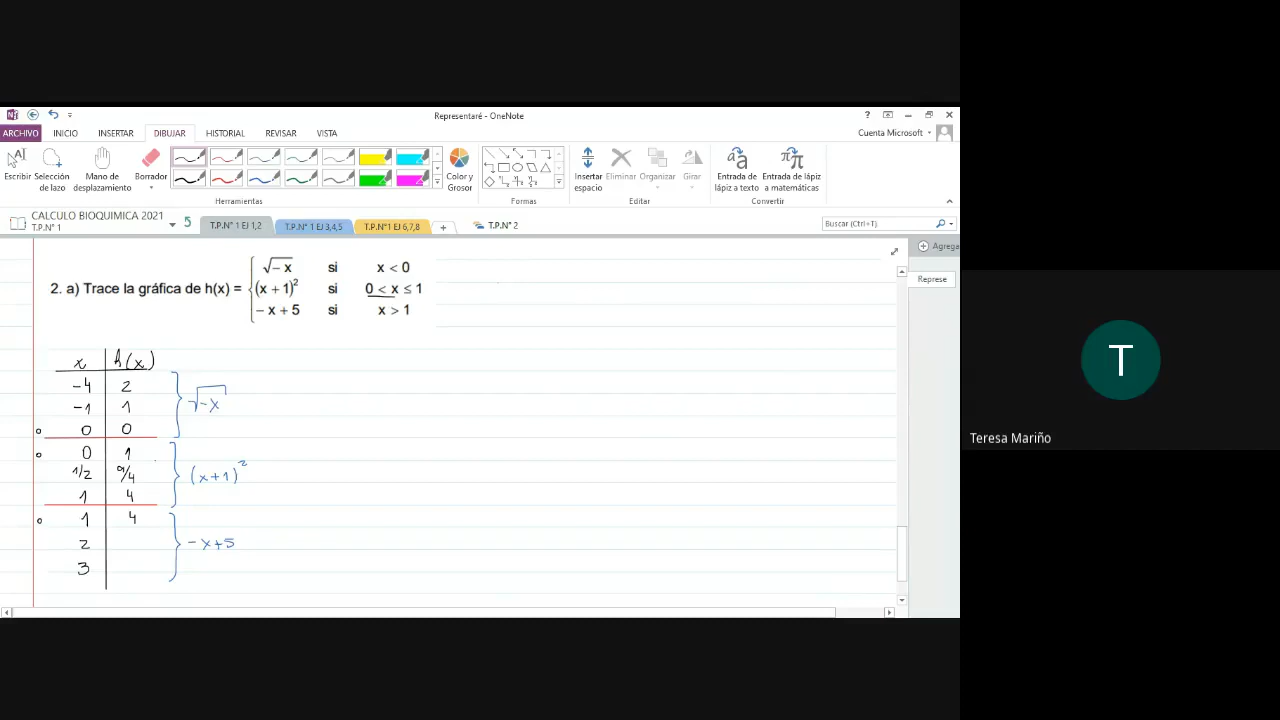 Representaré - OneNote
?
ARCHIVO INICIO INSERTAR DIBUJAR HISTORIAL REVISAR VISTA Cuenta Microsoft
Escribir Selección de lazo Mano de desplazamiento Borrador Color y Grosor Insertar espacio Eliminar Organizar Girar Entrada de lápiz a texto Entrada de lápiz a matemáticas
Herramientas Formas Editar Convertir
CALCULO BIOQUIMICA 2021
T.P.N° 1
T.P.N° 1 EJ 1,2 T.P.N° 1 EJ 3,4,5 T.P.N°1 EJ 6,7,8 + T.P.N° 2 Buscar (Ctrl+T)
Agrega
Represe
√-x si x < 0
2. a) Trace la gráfica de h(x) = (x + 1)² si 0 < x ≤ 1
- x + 5 si x > 1
x h(x)
-4 2
-1 1
√-x
0 0
0 1
1/2 9/4
(x+1)²
1 4
1 4
2
-x+5
3
T
Teresa Mariño